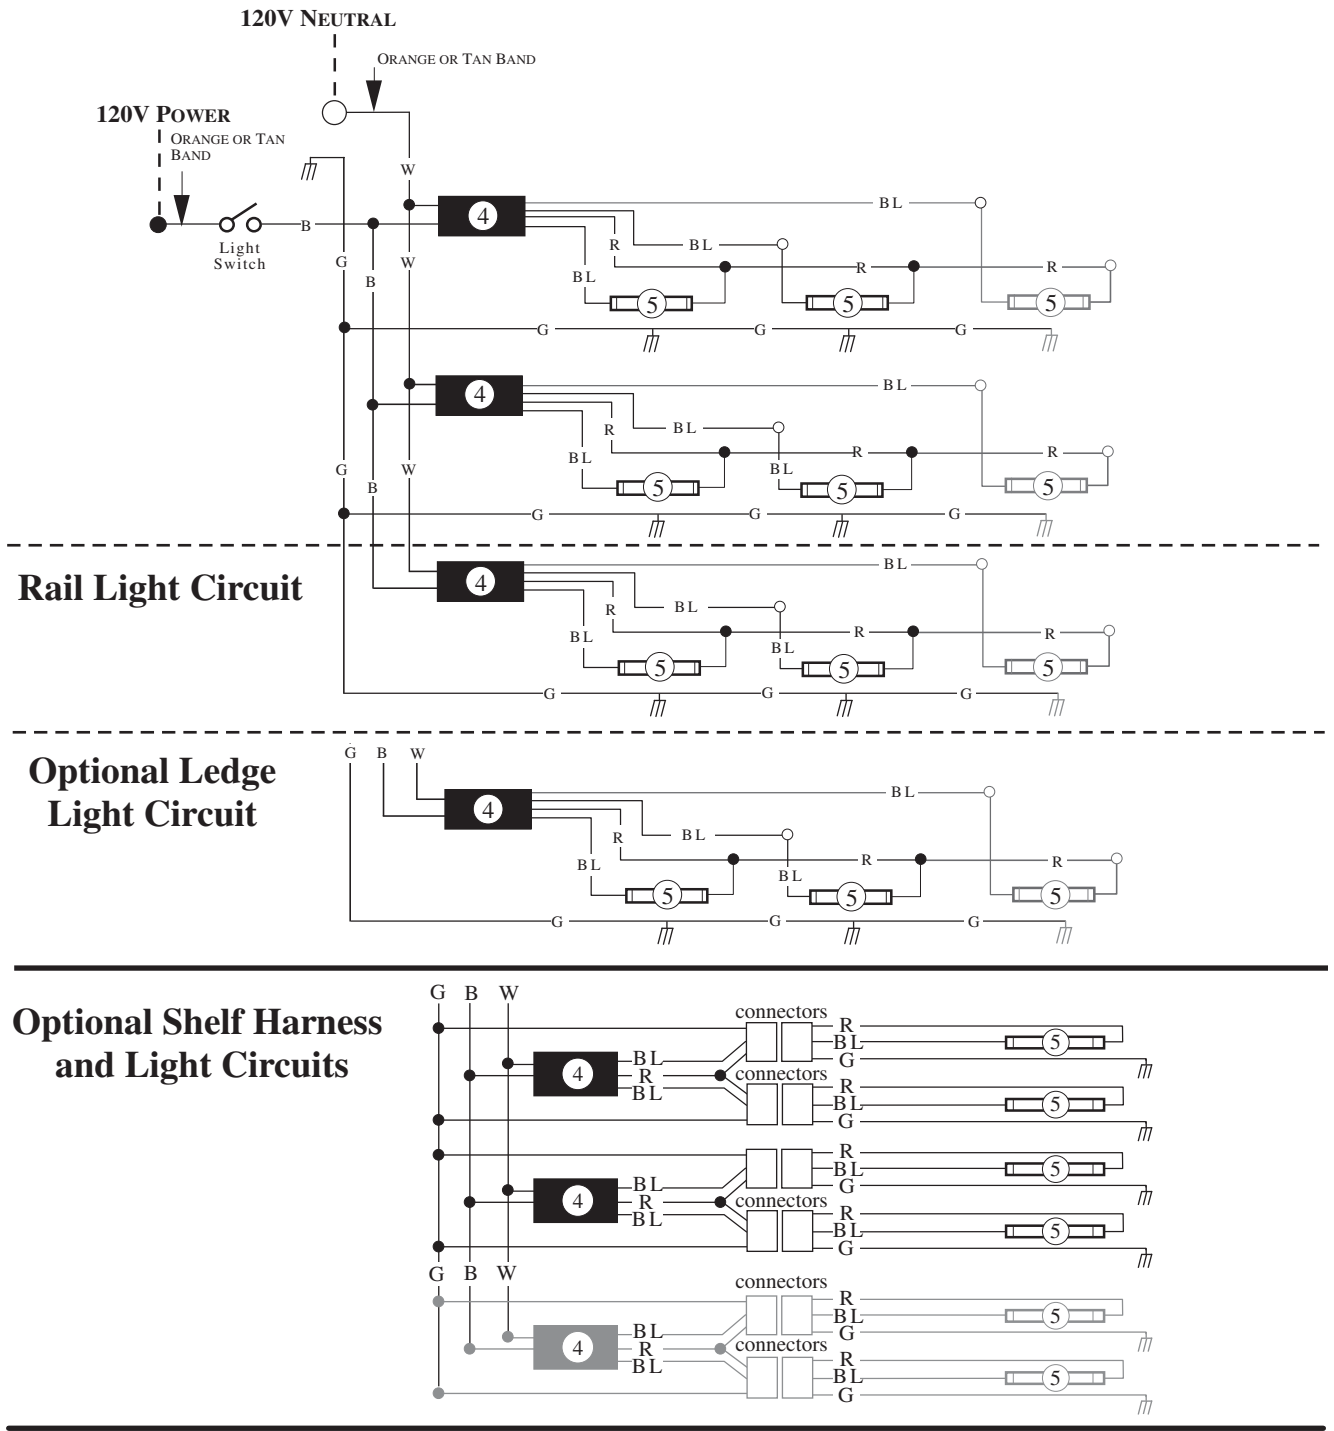 120V NEUTRAL
ORANGE OR TAN BAND
120V POWER
ORANGE OR TAN
BAND
W
BL
4
B
R
BL
Light
Switch
G
W
B
BL
R
R
5
5
5
G
G
G
BL
4
R
BL
R
R
G
W
BL
BL
B
5
5
5
G
G
G
Rail Light Circuit
BL
4
R
BL
BL
R
R
BL
5
5
5
G
G
G
Optional Ledge
Light Circuit
G B W
BL
4
R
BL
BL
R
R
BL
5
5
5
G
G
G
Optional Shelf Harness
and Light Circuits
G B W
connectors
R
BL
5
G
4
BL
R
BL
connectors
R
BL
5
G
R
BL
5
G
4
BL
R
BL
connectors
R
BL
5
G
G B W
connectors
R
BL
5
G
4
BL
R
BL
connectors
R
BL
5
G